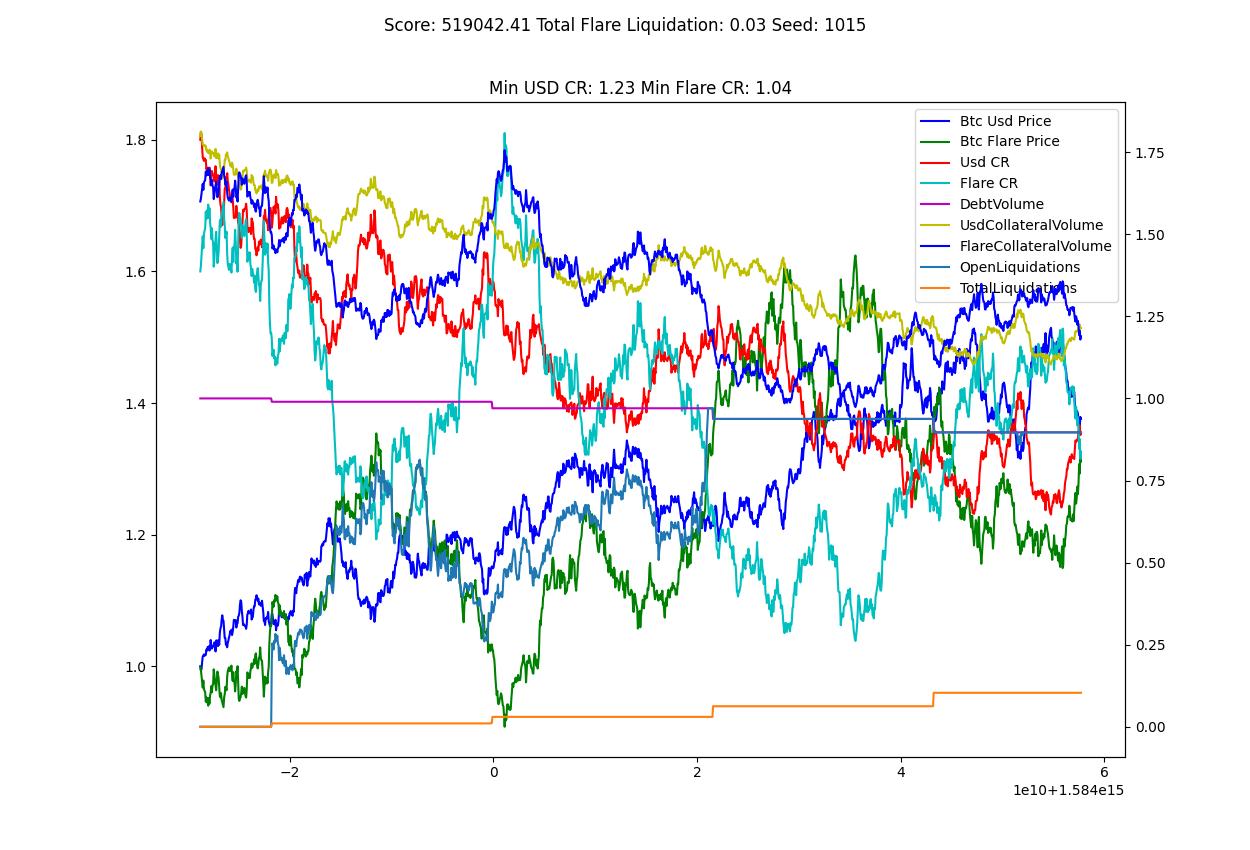 Score: 519042.41 Total Flare Liquidation: 0.03 Seed: 1015
Min USD CR: 1.23 Min Flare CR: 1.04
Btc Usd Price
Btc Flare Price
Usd CR
Flare CR
DebtVolume
UsdCollateralVolume
FlareCollateralVolume
OpenLiquidations
TotalLiquidations
1.8
1.6
1.4
1.2
1.0
1.75
1.50
1.25
1.00
0.75
0.50
0.25
0.00
−2 0 2 4 6
1e10+1.584e15